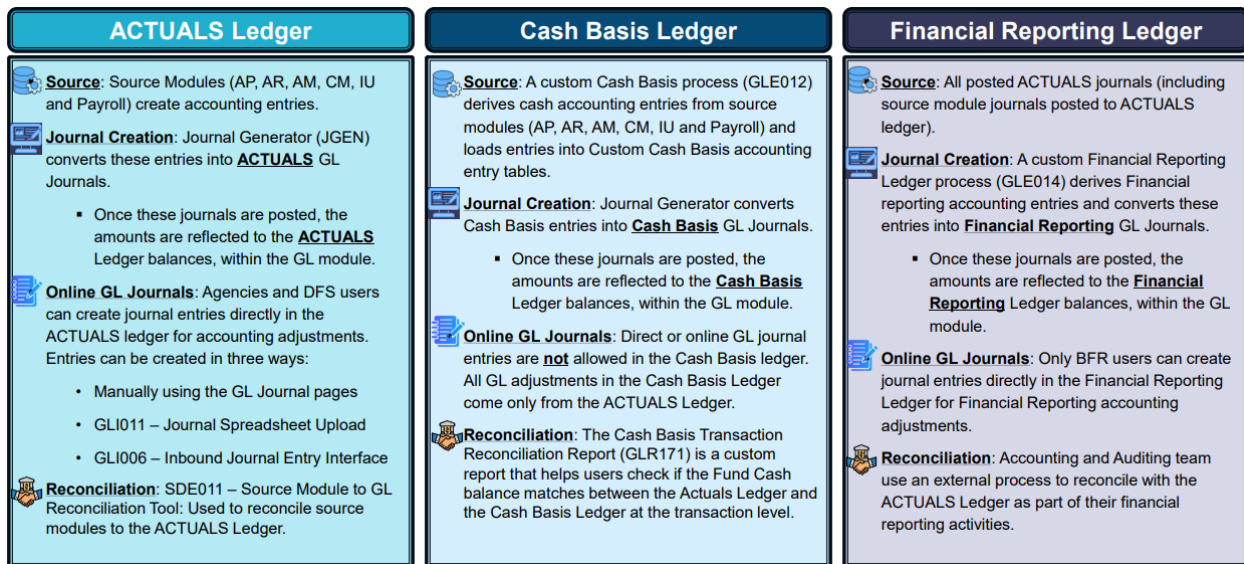 ACTUALS Ledger
Source: Source Modules (AP, AR, AM, CM, IU
and Payroll) create accounting entries.
Journal Creation: Journal Generator (JGEN)
converts these entries into ACTUALS GL
Journals.
▪ Once these journals are posted, the
amounts are reflected to the ACTUALS
Ledger balances, within the GL module.
Online GL Journals: Agencies and DFS users
can create journal entries directly in the
ACTUALS ledger for accounting adjustments.
Entries can be created in three ways:
• Manually using the GL Journal pages
• GLI011 – Journal Spreadsheet Upload
• GLI006 – Inbound Journal Entry Interface
Reconciliation: SDE011 – Source Module to GL
Reconciliation Tool: Used to reconcile source
modules to the ACTUALS Ledger.
Cash Basis Ledger
Source: A custom Cash Basis process (GLE012)
derives cash accounting entries from source
modules (AP, AR, AM, CM, IU and Payroll) and
loads entries into Custom Cash Basis accounting
entry tables.
Journal Creation: Journal Generator converts
Cash Basis entries into Cash Basis GL Journals.
▪ Once these journals are posted, the
amounts are reflected to the Cash Basis
Ledger balances, within the GL module.
Online GL Journals: Direct or online GL journal
entries are not allowed in the Cash Basis ledger.
All GL adjustments in the Cash Basis Ledger
come only from the ACTUALS Ledger.
Reconciliation: The Cash Basis Transaction
Reconciliation Report (GLR171) is a custom
report that helps users check if the Fund Cash
balance matches between the Actuals Ledger and
the Cash Basis Ledger at the transaction level.
Financial Reporting Ledger
Source: All posted ACTUALS journals (including
source module journals posted to ACTUALS
ledger).
Journal Creation: A custom Financial Reporting
Ledger process (GLE014) derives Financial
reporting accounting entries and converts these
entries into Financial Reporting GL Journals.
▪ Once these journals are posted, the
amounts are reflected to the Financial
Reporting Ledger balances, within the GL
module.
Online GL Journals: Only BFR users can create
journal entries directly in the Financial Reporting
Ledger for Financial Reporting accounting
adjustments.
Reconciliation: Accounting and Auditing team
use an external process to reconcile with the
ACTUALS Ledger as part of their financial
reporting activities.